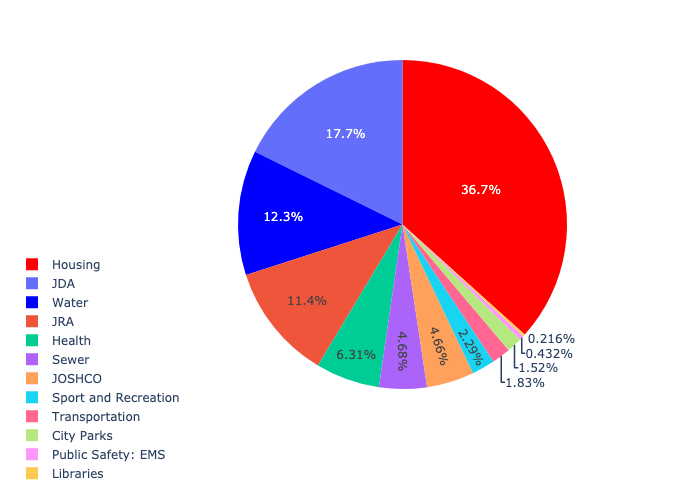 17.7%
36.7%
12.3%
11.4%
6.31%
4.68%
4.66%
2.29%
0.216%
0.432%
1.52%
1.83%
Housing
JDA
Water
JRA
Health
Sewer
JOSHCO
Sport and Recreation
Transportation
City Parks
Public Safety: EMS
Libraries